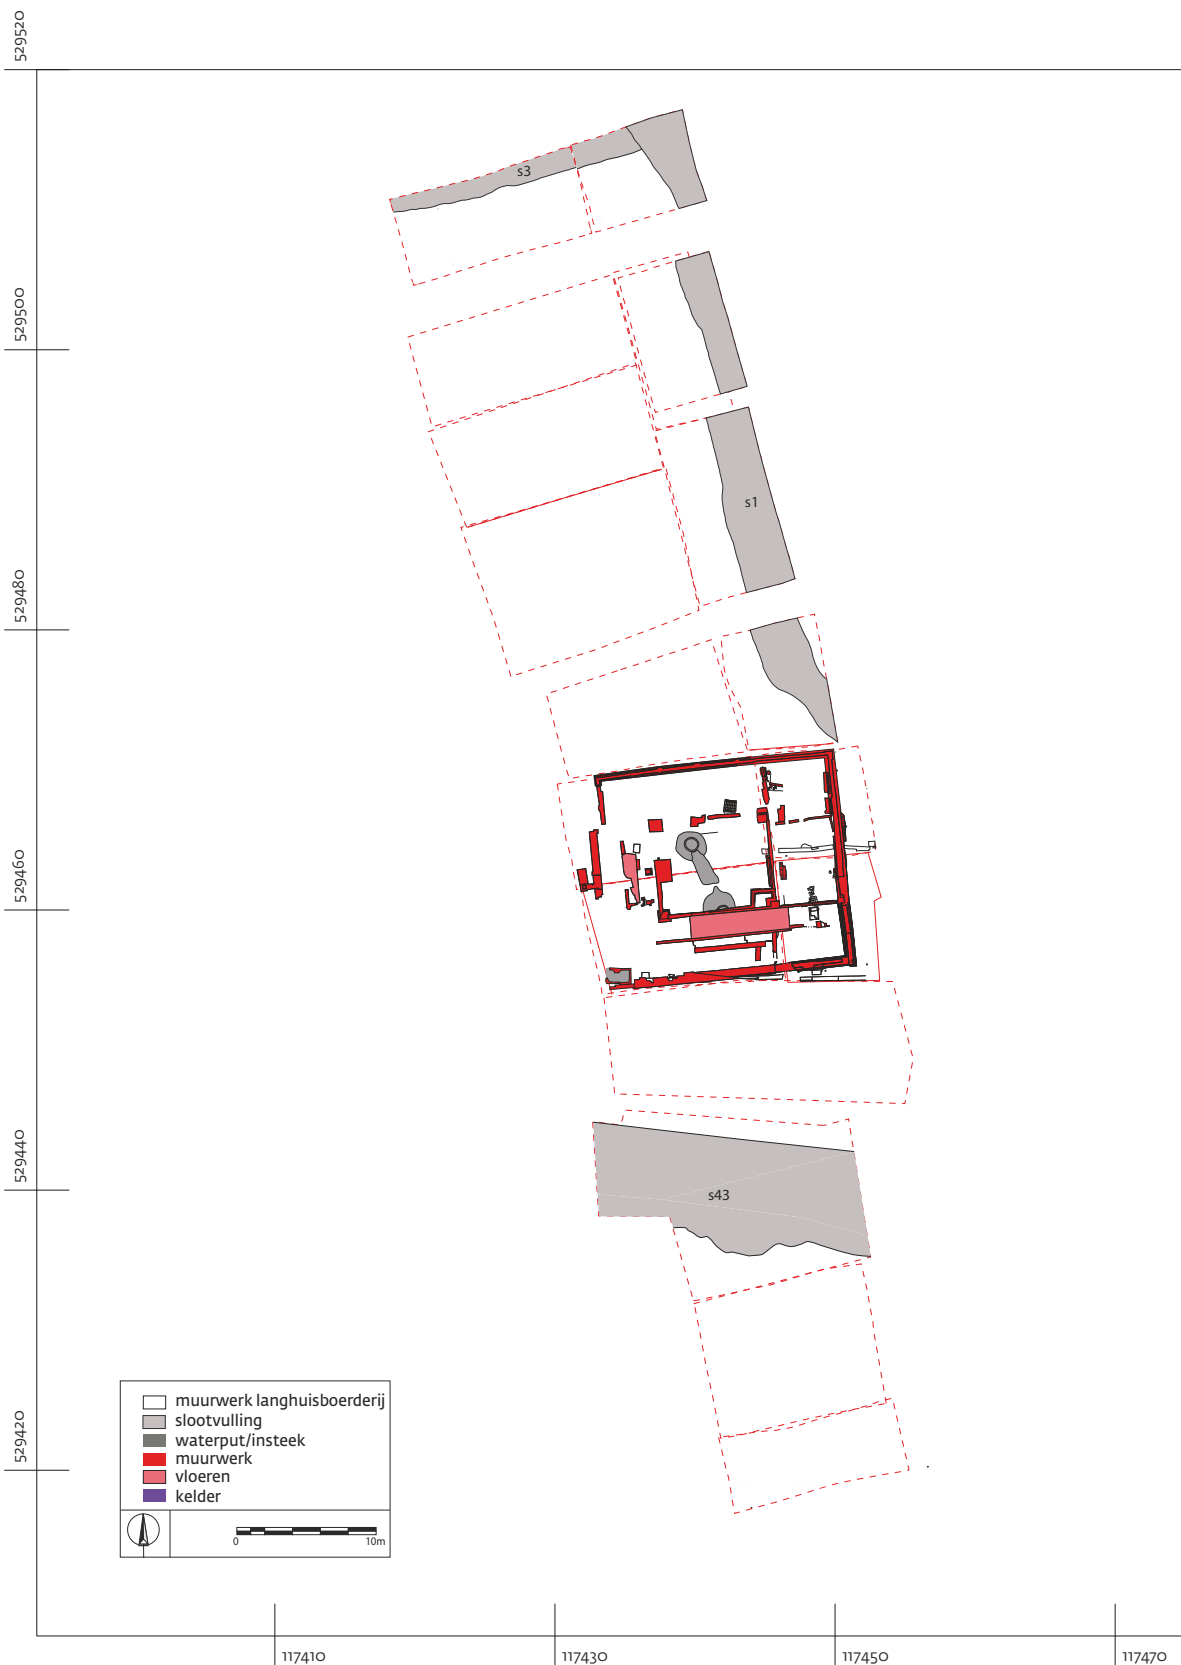 529520
s3
529500
s1
529480
529460
529440
s43
529420
muurwerk langhuisboerderij
slootvulling
waterput/insteek
muurwerk
vloeren
kelder
0 10m
117410 117430 117450 117470